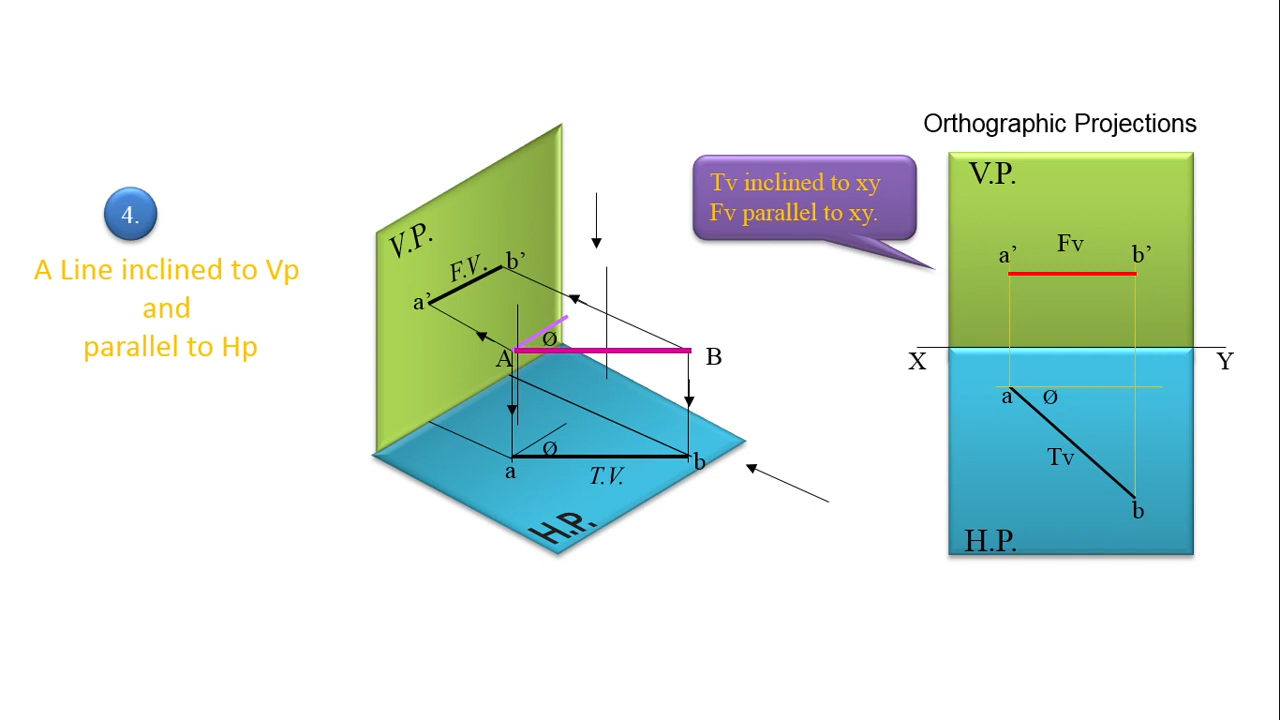 4.
A Line inclined to Vp
and
parallel to Hp
V.P.
F.V.
a’
b’
Ø
A
B
Ø
a
b
T.V.
H.P.
Tv inclined to xy
Fv parallel to xy.
Orthographic Projections
V.P.
Fv
a’
b’
X
Y
a
Ø
Tv
b
H.P.